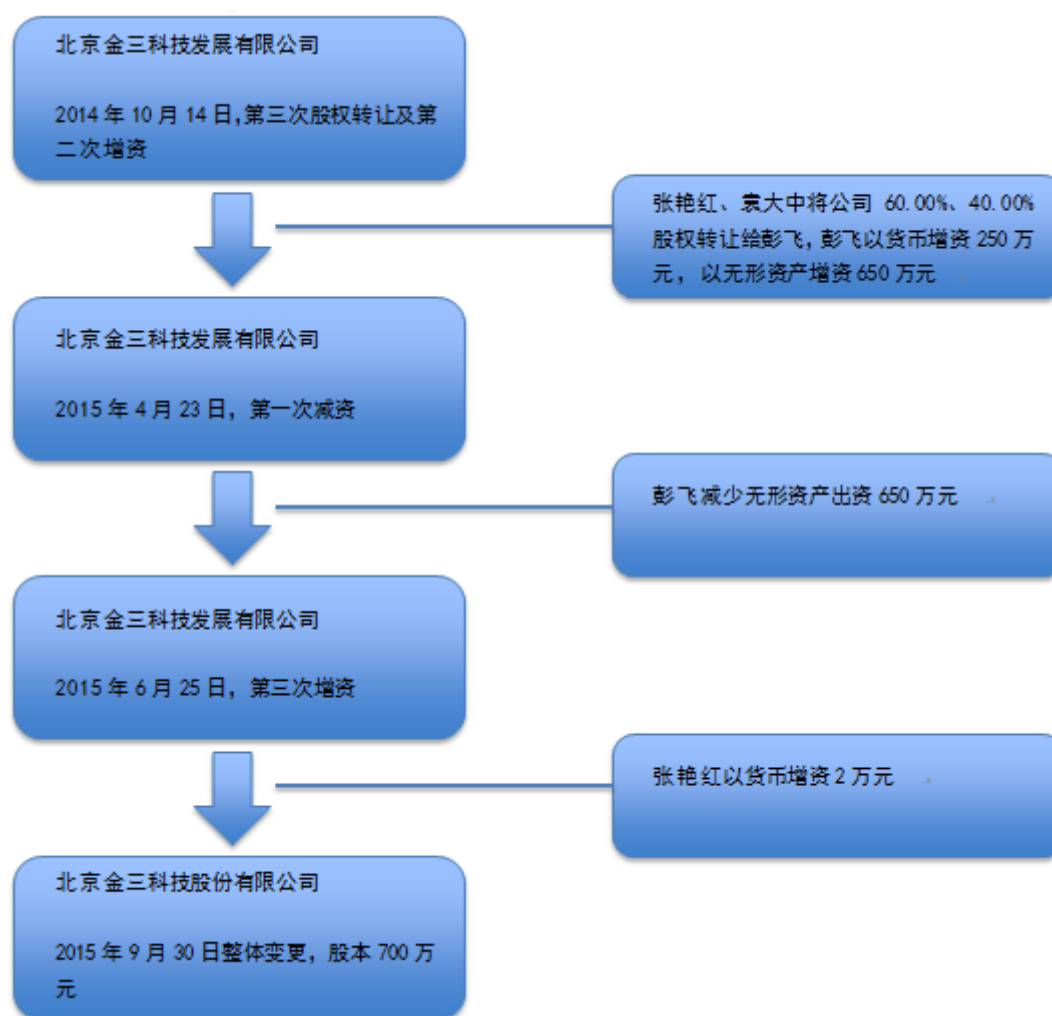 北京金三科技发展有限公司
2014 年 10 月 14 日,第三次股权转让及第
二次增资
张艳红、袁大中将公司 60.00%、40.00%
股权转让给彭飞,彭飞以货币增资 250 万
元，以无形资产增资 650 万元
北京金三科技发展有限公司
2015 年 4 月 23 日，第一次减资
彭飞减少无形资产出资 650 万元
北京金三科技发展有限公司
2015 年 6 月 25 日，第三次增资
张艳红以货币增资 2 万元
北京金三科技股份有限公司
2015 年 9 月 30 日整体变更，股本 700 万
元